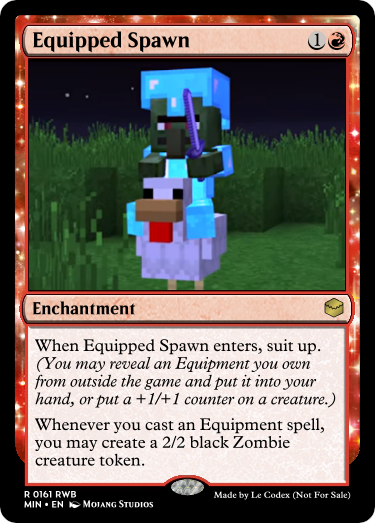 Equipped Spawn 1
Enchantment
When Equipped Spawn enters, suit up.
(You may reveal an Equipment you own
from outside the game and put it into your
hand, or put a +1/+1 counter on a creature.)
Whenever you cast an Equipment spell,
you may create a 2/2 black Zombie
creature token.
R 0161 RWB
MIN • EN Mojang Studios
Made by Le Codex (Not For Sale)